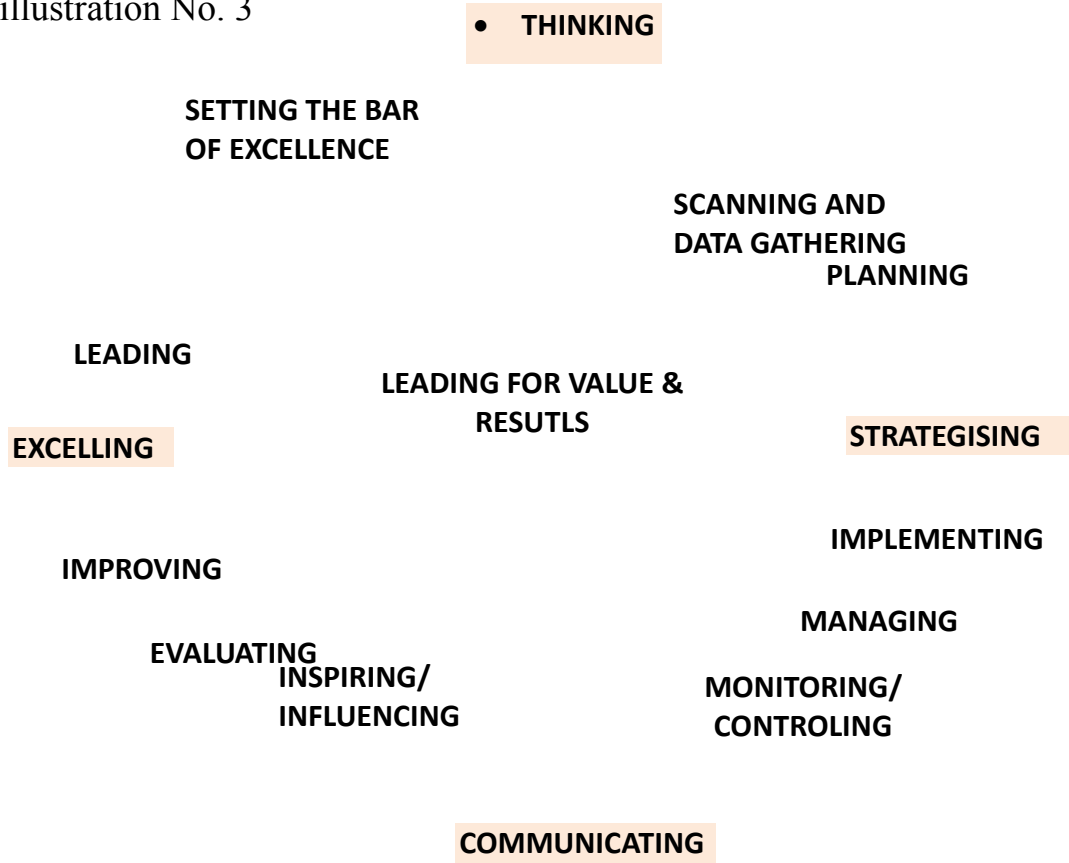 illustration No. 3
• THINKING
SETTING THE BAR
OF EXCELLENCE
SCANNING AND
DATA GATHERING
PLANNING
LEADING
LEADING FOR VALUE &
RESUTLS
EXCELLING
STRATEGISING
IMPLEMENTING
IMPROVING
MANAGING
EVALUATING
INSPIRING/
INFLUENCING
MONITORING/
CONTROLING
COMMUNICATING